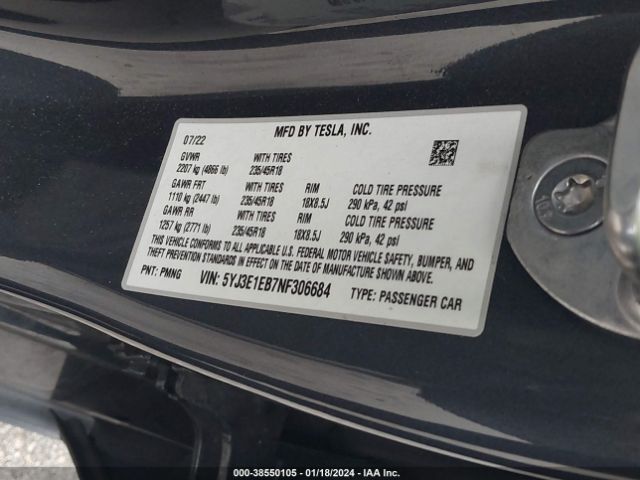 MFD BY TESLA, INC.
07/22
GVWR WITH TIRES
2207 kg (4866 lb) 235/45R18
GAWR FRT WITH TIRES RIM COLD TIRE PRESSURE
1110 kg (2447 lb) 235/45R18 18X8.5J 290 kPa, 42 psi
GAWR RR WITH TIRES RIM COLD TIRE PRESSURE
1257 kg (2771 lb) 235/45R18 18X8.5J 290 kPa, 42 psi
THIS VEHICLE CONFORMS TO ALL APPLICABLE U.S. FEDERAL MOTOR VEHICLE SAFETY, BUMPER, AND
THEFT PREVENTION STANDARDS IN EFFECT ON THE DATE OF MANUFACTURE SHOWN ABOVE.
PNT: PMNG VIN: 5YJ3E1EB7NF306684 TYPE: PASSENGER CAR
000-38550105 - 01/18/2024 - IAA Inc.